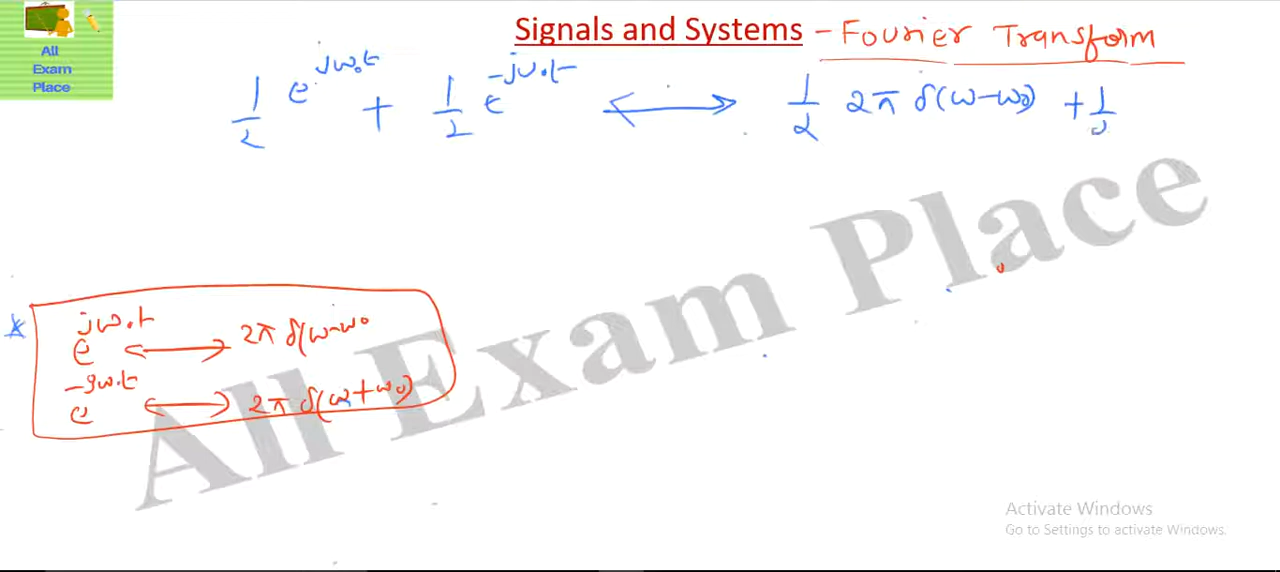 All
Exam
Place
Signals and Systems - Fourier Transform
1/2 e^{jω₀t} + 1/2 e^{-jω₀t} ⟷ 1/2 2π δ(ω-ω₀) + 1/2
e^{jω₀t} ⟷ 2π δ(ω-ω₀
e^{-jω₀t} ⟷ 2π δ(ω+ω₀)
All Exam Place
Activate Windows
Go to Settings to activate Windows.